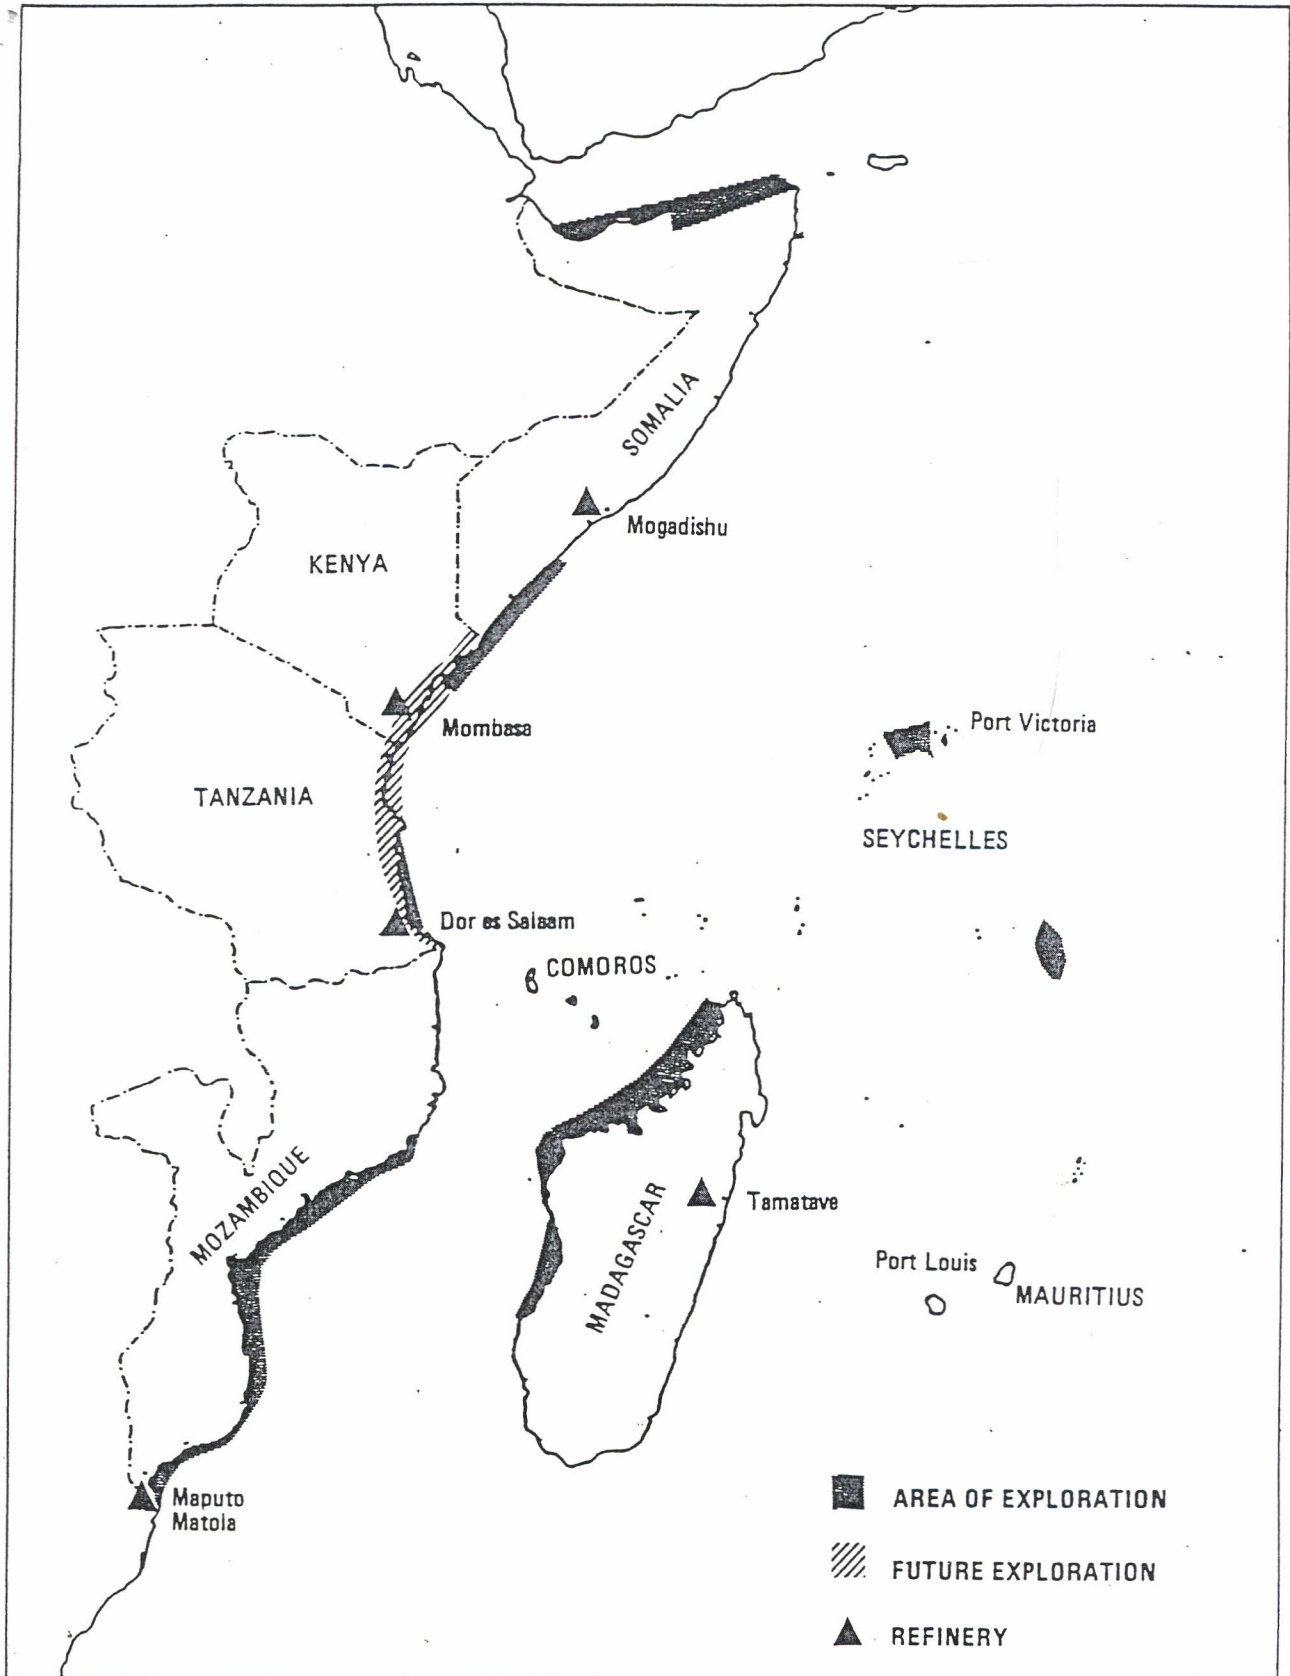 SOMALIA
Mogadishu
KENYA
Mombasa
Port Victoria
TANZANIA
SEYCHELLES
Dor es Salaam
COMOROS
MOZAMBIQUE
MADAGASCAR
Tamatave
Port Louis
MAURITIUS
Maputo
Matola
AREA OF EXPLORATION
FUTURE EXPLORATION
REFINERY